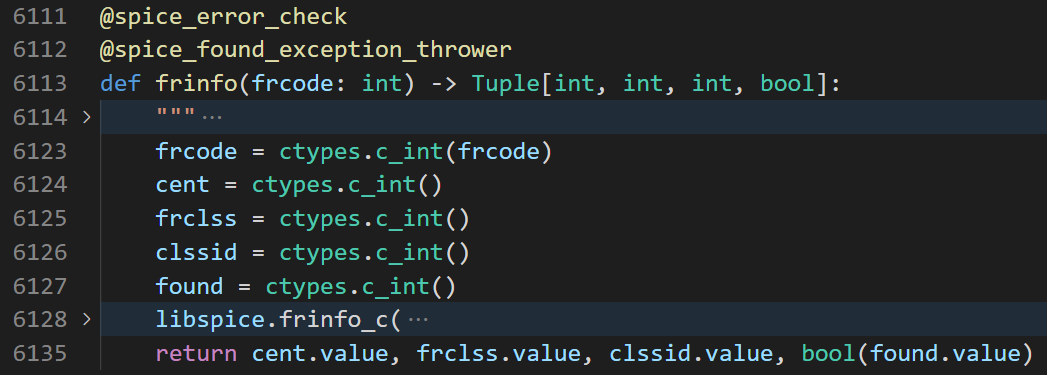 6111 @spice_error_check
6112 @spice_found_exception_thrower
6113 def frinfo(frcode: int) -> Tuple[int, int, int, bool]:
6114 > """ ···
6123 frcode = ctypes.c_int(frcode)
6124 cent = ctypes.c_int()
6125 frclss = ctypes.c_int()
6126 clssid = ctypes.c_int()
6127 found = ctypes.c_int()
6128 > libspice.frinfo_c( ···
6135 return cent.value, frclss.value, clssid.value, bool(found.value)